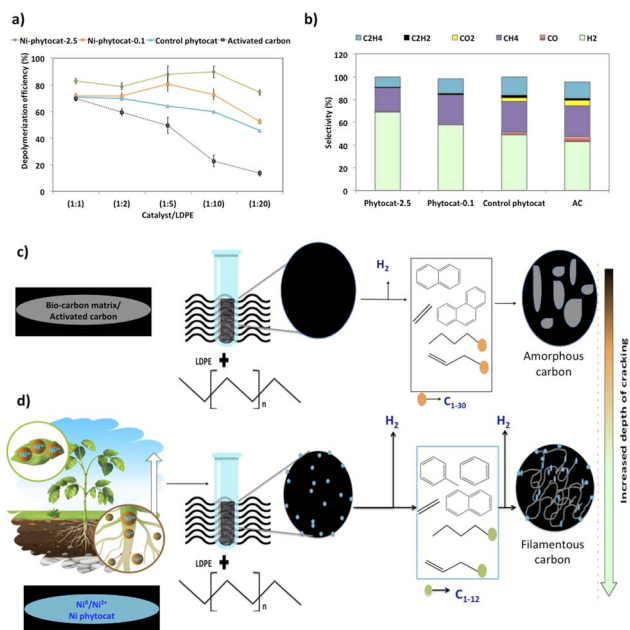 a)
Ni-phytocat-2.5 Ni-phytocat-0.1 Control phytocat Activated carbon
Depolymerization efficiency (%)
100
80
60
40
20
0
(1:1) (1:2) (1:5) (1:10) (1:20)
Catalyst/LDPE
b)
C2H4 C2H2 CO2 CH4 CO H2
Selectivity (%)
120
100
80
60
40
20
0
Phytocat-2.5 Phytocat-0.1 Control phytocat AC
c)
Bio-carbon matrix/
Activated carbon
LDPE +
n
H2
C1-30
Amorphous
carbon
Increased depth of cracking
d)
Ni0/Ni2+
Ni phytocat
LDPE +
n
H2
H2
C1-12
Filamentous
carbon